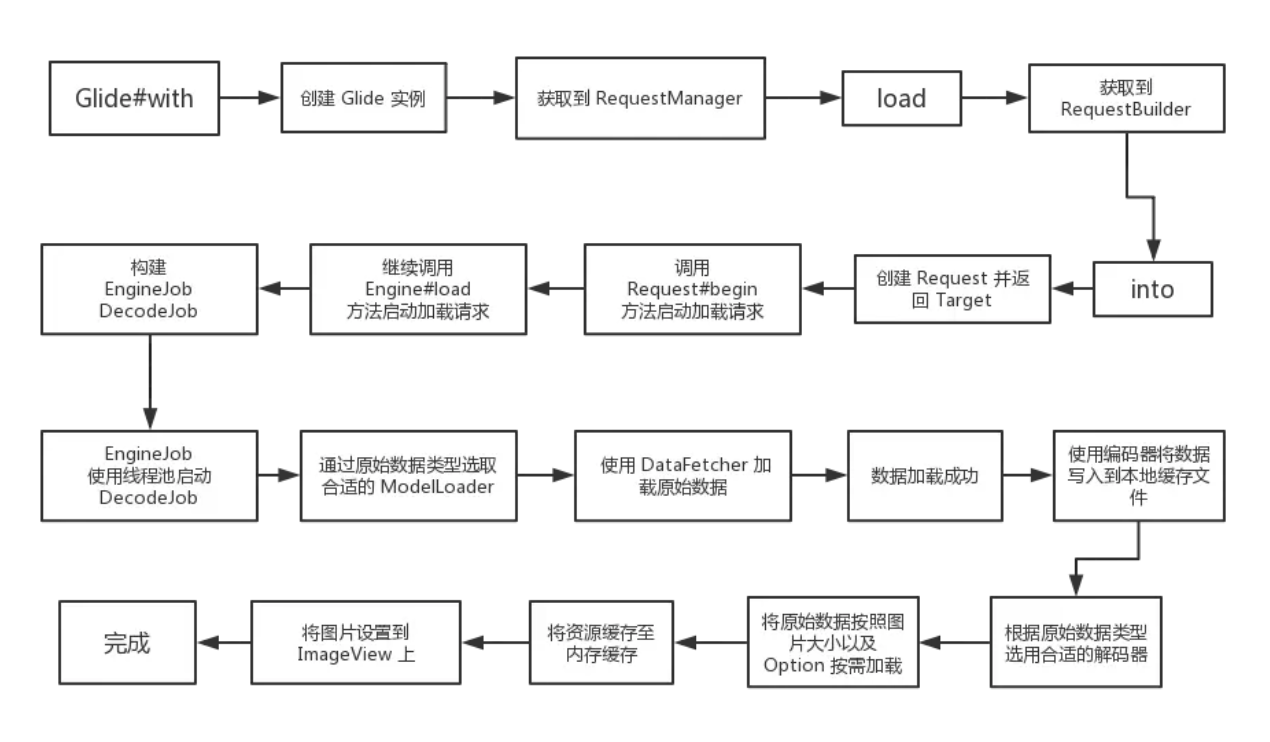 Glide#with
创建 Glide 实例
获取到 RequestManager
load
获取到
RequestBuilder
into
创建 Request 并返
回 Target
调用
Request#begin
方法启动加载请求
继续调用
Engine#load
方法启动加载请求
构建
EngineJob
DecodeJob
EngineJob
使用线程池启动
DecodeJob
通过原始数据类型选取
合适的 ModelLoader
使用 DataFetcher 加
载原始数据
数据加载成功
使用编码器将数据
写入到本地缓存文
件
根据原始数据类型
选用合适的解码器
将原始数据按照图
片大小以及
Option 按需加载
将资源缓存至
内存缓存
将图片设置到
ImageView 上
完成